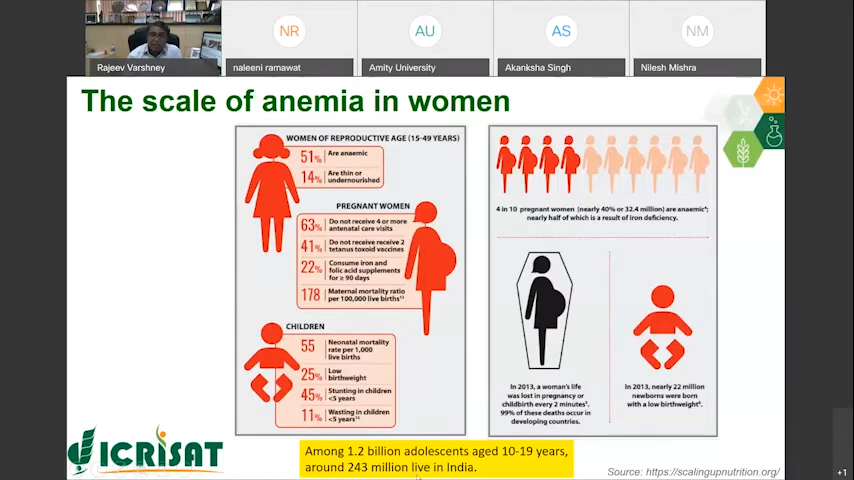 NR
AU
AS
NM
Rajeev Varshney
naleeni ramawat
Amity University
Akanksha Singh
Nilesh Mishra
The scale of anemia in women
WOMEN OF REPRODUCTIVE AGE (15-49 YEARS)
51% Are anaemic
14% Are thin or
undernourished
PREGNANT WOMEN
63% Do not receive 4 or more
antenatal care visits
41% Do not receive receive 2
tetanus toxoid vaccines
22% Consume iron and
folic acid supplements
for ≥ 90 days
178 Maternal mortality ratio
per 100,000 live births¹³
CHILDREN
55 Neonatal mortality
rate per 1,000
live births
25% Low
birthweight
45% Stunting in children
<5 years
11% Wasting in children
<5 years¹³
4 in 10 pregnant women (nearly 40% or 32.4 million) are anaemic⁴;
nearly half of which is a result of iron deficiency.
In 2013, a woman's life
was lost in pregnancy or
childbirth every 2 minutes⁵.
99% of these deaths occur in
developing countries.
In 2013, nearly 22 million
newborns were born
with a low birthweight⁶.
ICRISAT
Among 1.2 billion adolescents aged 10-19 years,
around 243 million live in India.
Source: https://scalingupnutrition.org/
+1